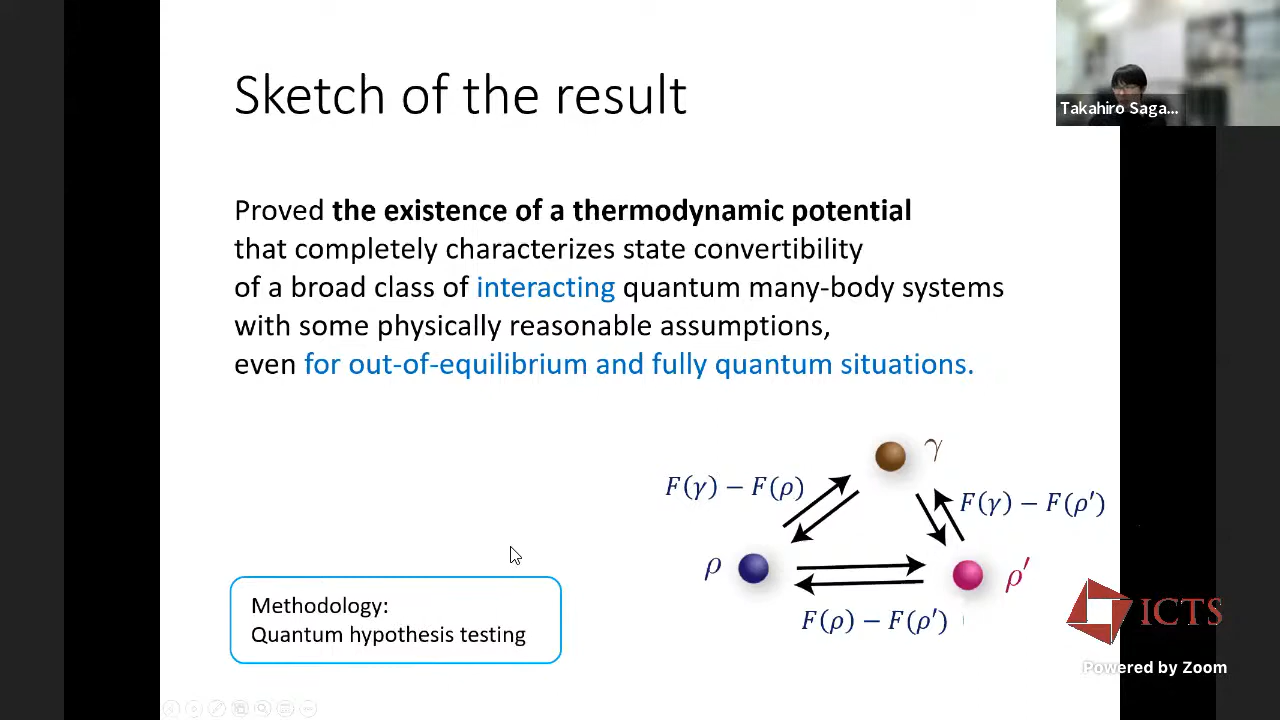 Sketch of the result
Takahiro Saga...
Proved the existence of a thermodynamic potential
that completely characterizes state convertibility
of a broad class of interacting quantum many-body systems
with some physically reasonable assumptions,
even for out-of-equilibrium and fully quantum situations.
γ
F(γ) − F(ρ)
F(γ) − F(ρ′)
ρ
ρ′
F(ρ) − F(ρ′)
Methodology:
Quantum hypothesis testing
ICTS
Powered by Zoom